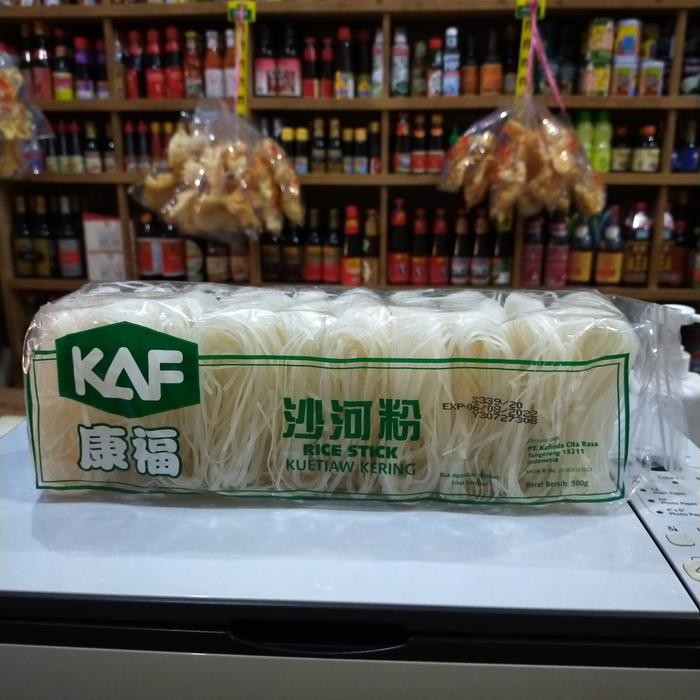 KAF
康福
沙河粉
RICE STICK
KUETIAW KERING
S339/20
EXP 06/08/2022
Y30727308
PT. Kafindo Cita Rasa
Tangerang 15211
Indonesia
Berat Bersih: 500g